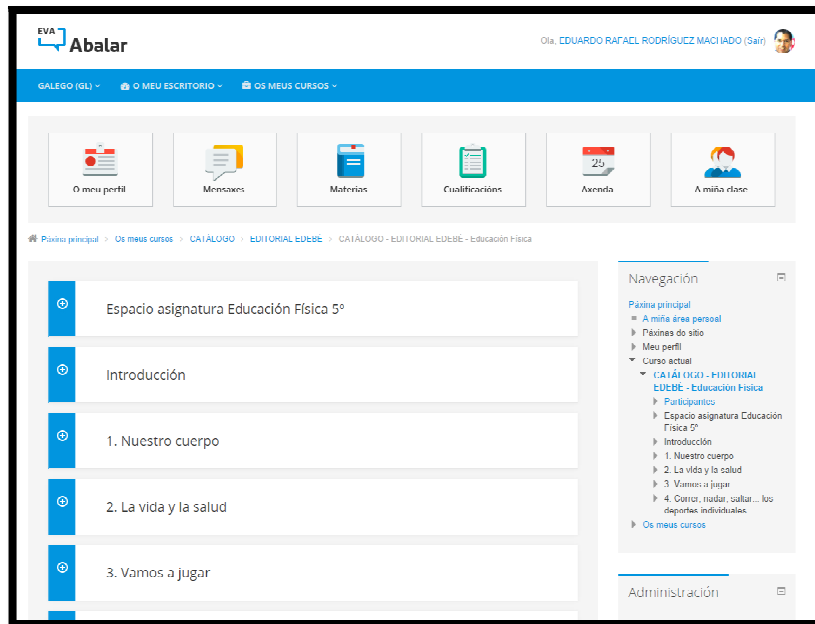 EVA
Abalar
Ola, EDUARDO RAFAEL RODRÍGUEZ MACHADO (Saír)
GALEGO (GL) O MEU ESCRITORIO OS MEUS CURSOS
25
O meu perfil Mensaxes Materias Cualificacións Axenda A miña clase
Páxina principal Os meus cursos CATÁLOGO EDITORIAL EDEBÉ CATÁLOGO - EDITORIAL EDEBÉ - Educación Física
Espacio asignatura Educación Física 5º
Introducción
1. Nuestro cuerpo
2. La vida y la salud
3. Vamos a jugar
Navegación
Páxina principal
A miña área persoal
Páxinas do sitio
Meu perfil
Curso actual
CATÁLOGO - EDITORIAL
EDEBÉ - Educación Física
Participantes
Espacio asignatura Educación
Física 5º
Introducción
1. Nuestro cuerpo
2. La vida y la salud
3. Vamos a jugar
4. Correr, nadar, saltar... los
deportes individuales
Os meus cursos
Administración